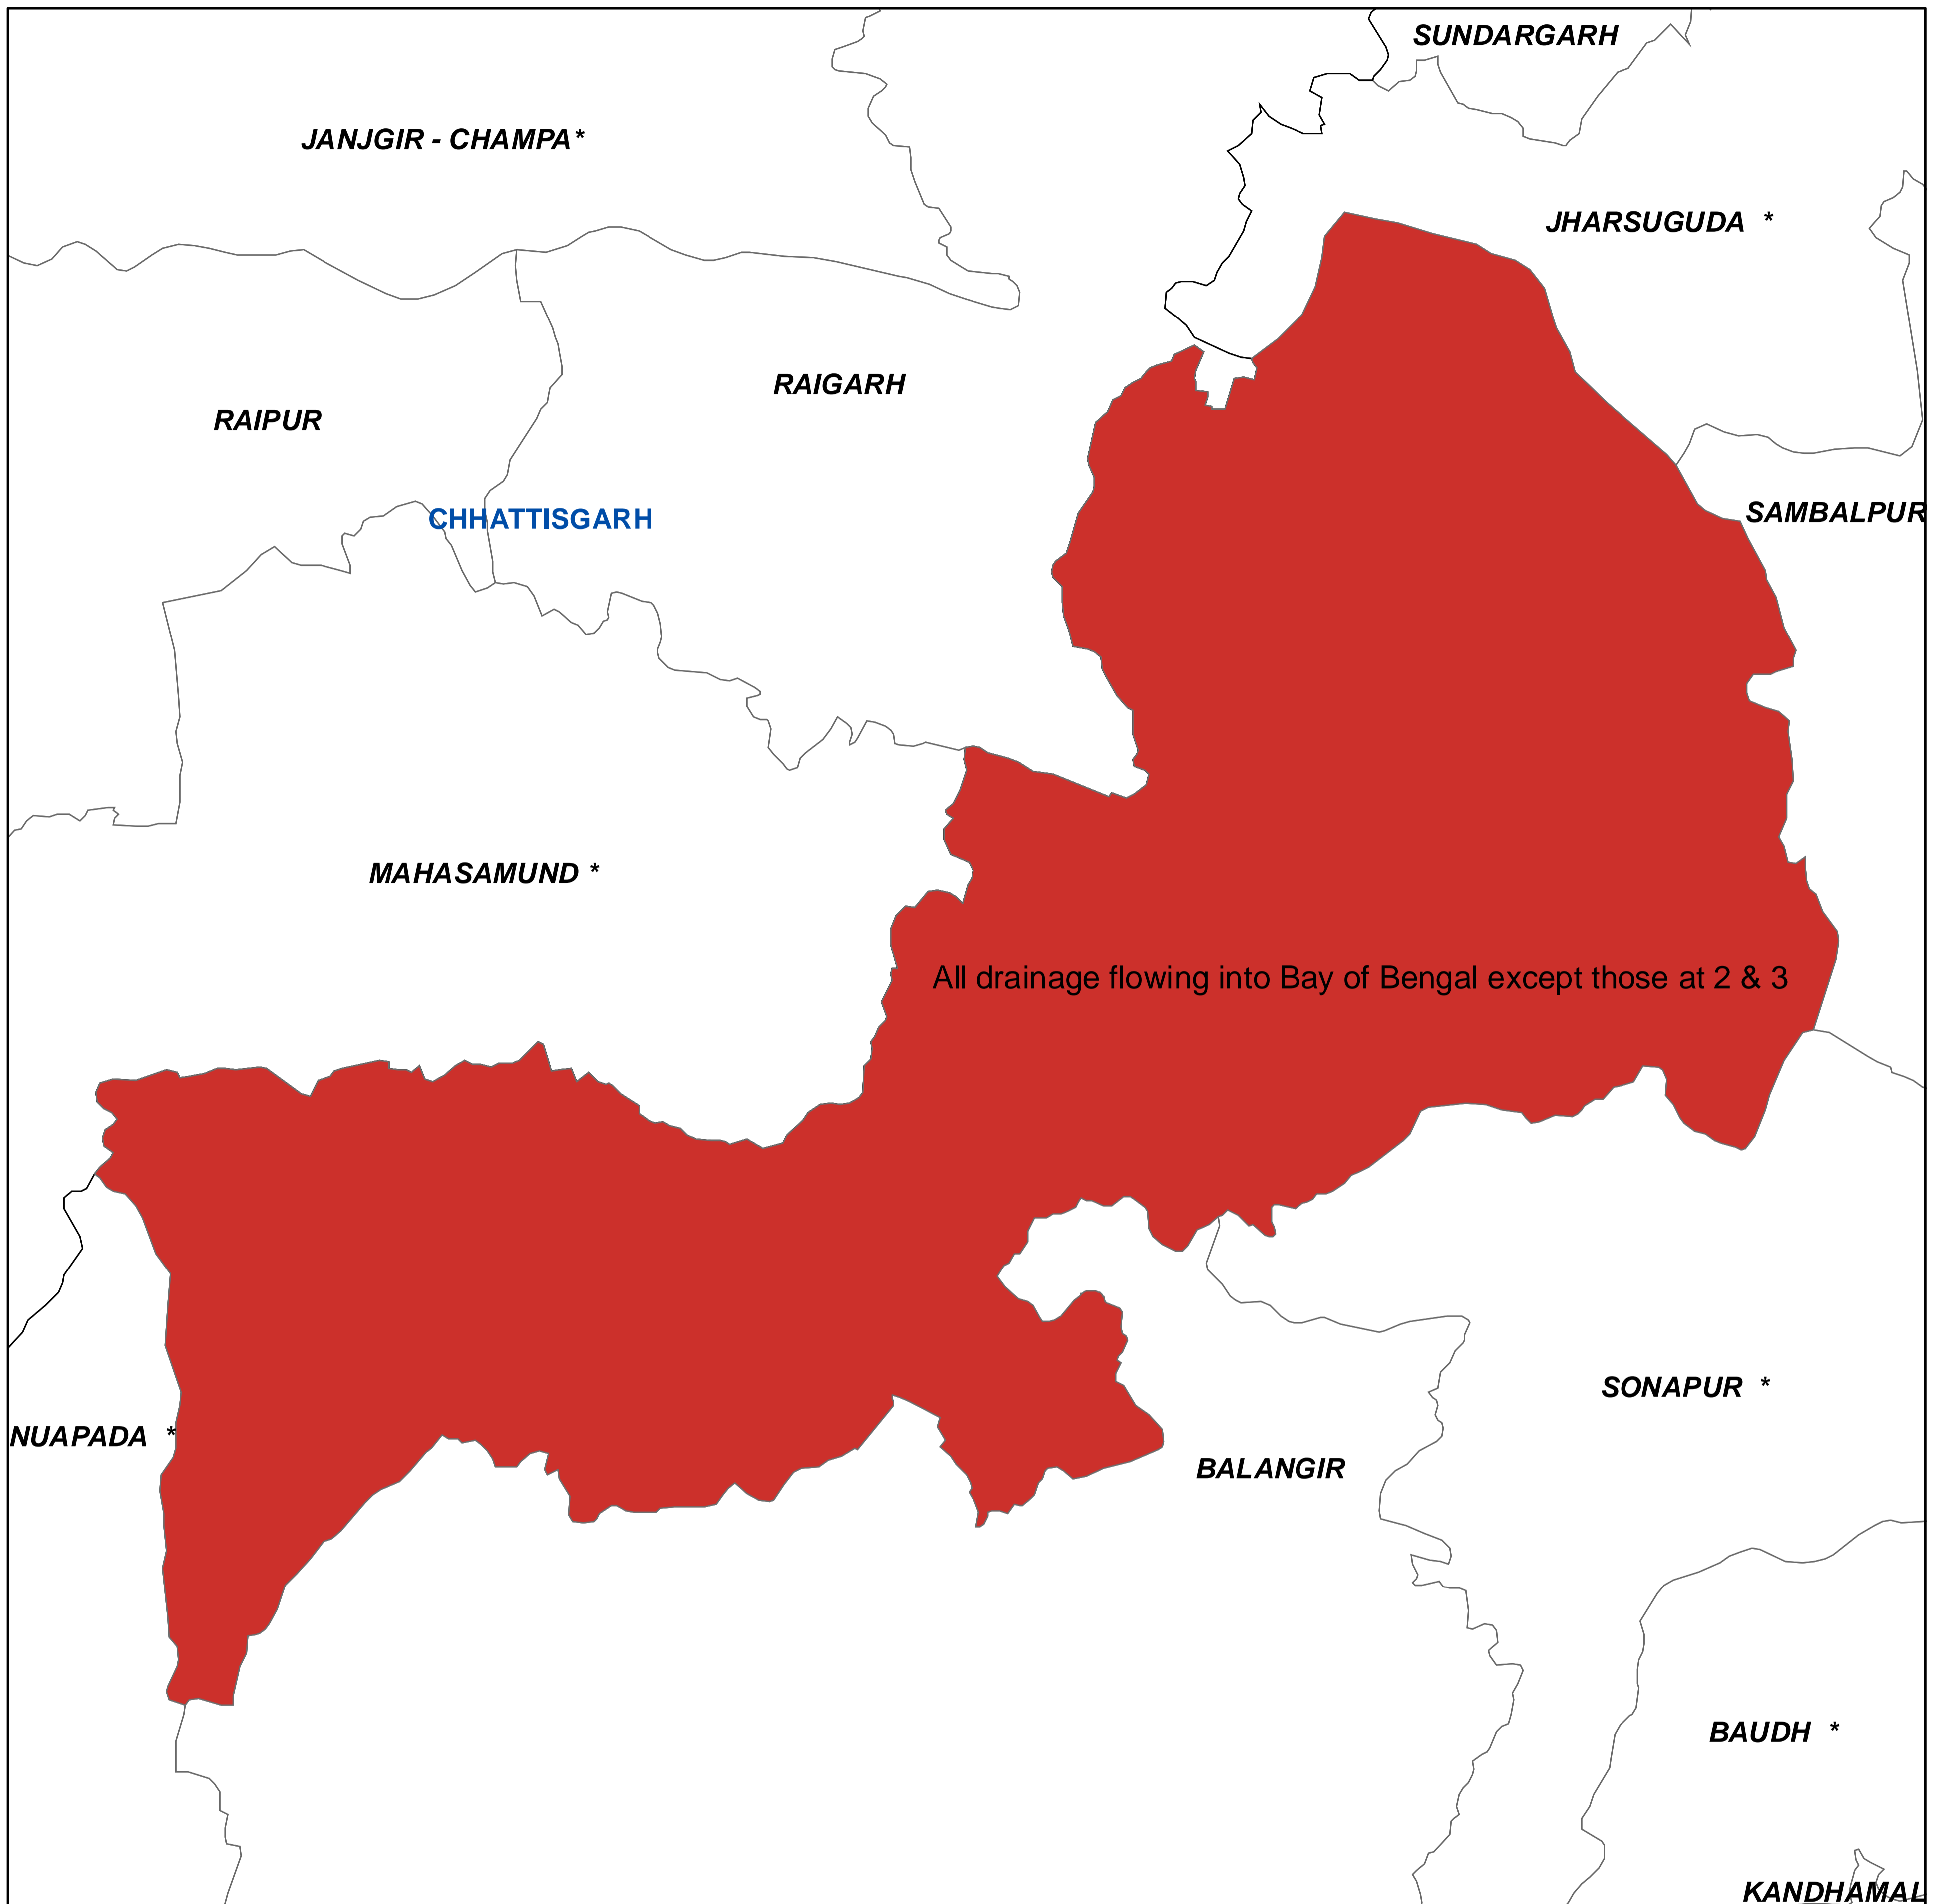 SUNDARGARH
JANJGIR - CHAMPA *
JHARSUGUDA *
RAIGARH
RAIPUR
CHHATTISGARH
SAMBALPUR
MAHASAMUND *
All drainage flowing into Bay of Bengal except those at 2 & 3
SONAPUR *
NUAPADA *
BALANGIR
BAUDH *
KANDHAMAL